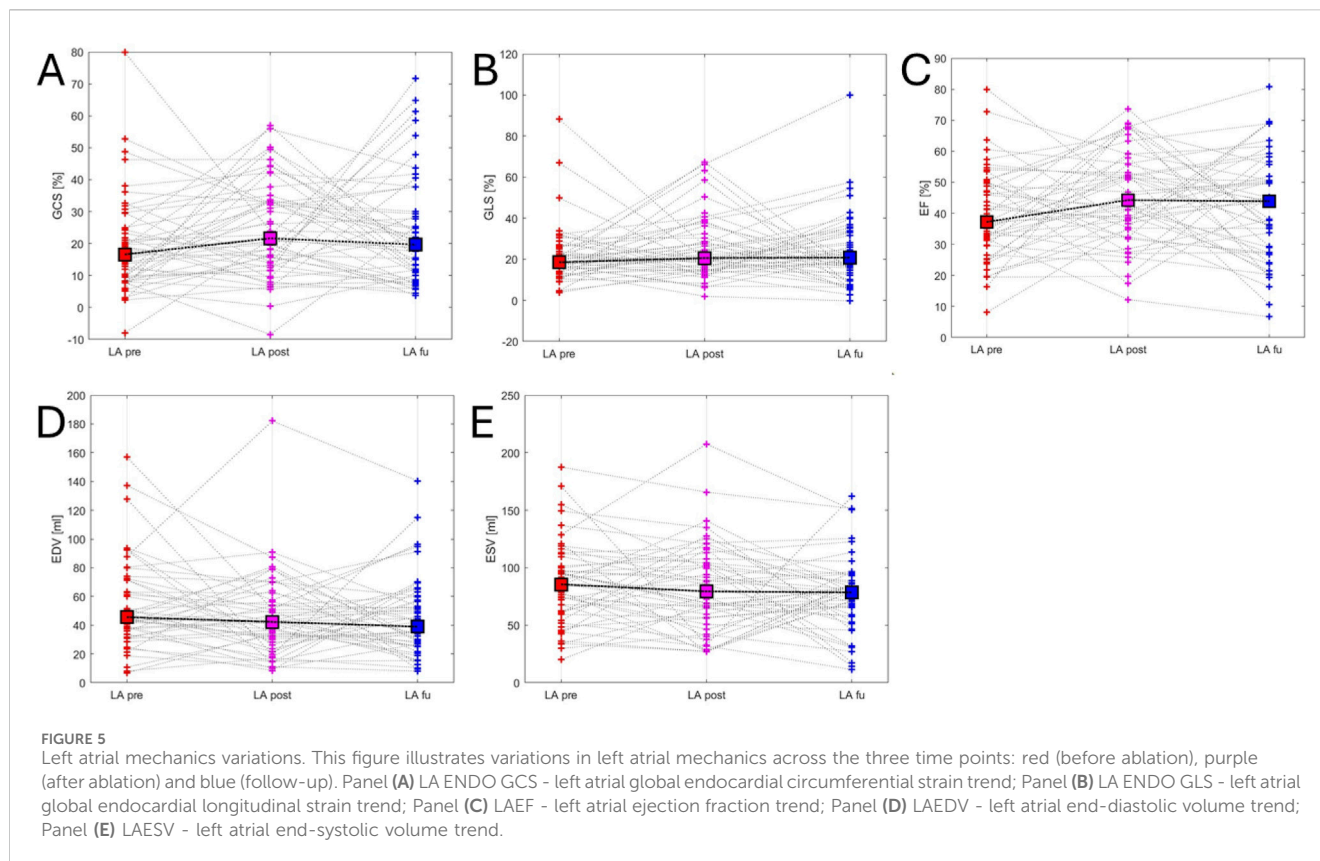 A
GCS [%]
80
70
60
50
40
30
20
10
0
-10
LA pre
LA post
LA fu
B
GLS [%]
120
100
80
60
40
20
0
-20
LA pre
LA post
LA fu
C
EF [%]
90
80
70
60
50
40
30
20
10
0
LA pre
LA post
LA fu
D
EDV [ml]
200
180
160
140
120
100
80
60
40
20
0
LA pre
LA post
LA fu
E
ESV [ml]
250
200
150
100
50
0
LA pre
LA post
LA fu
FIGURE 5
Left atrial mechanics variations. This figure illustrates variations in left atrial mechanics across the three time points: red (before ablation), purple
(after ablation) and blue (follow-up). Panel (A) LA ENDO GCS - left atrial global endocardial circumferential strain trend; Panel (B) LA ENDO GLS - left atrial
global endocardial longitudinal strain trend; Panel (C) LAEF - left atrial ejection fraction trend; Panel (D) LAEDV - left atrial end-diastolic volume trend;
Panel (E) LAESV - left atrial end-systolic volume trend.